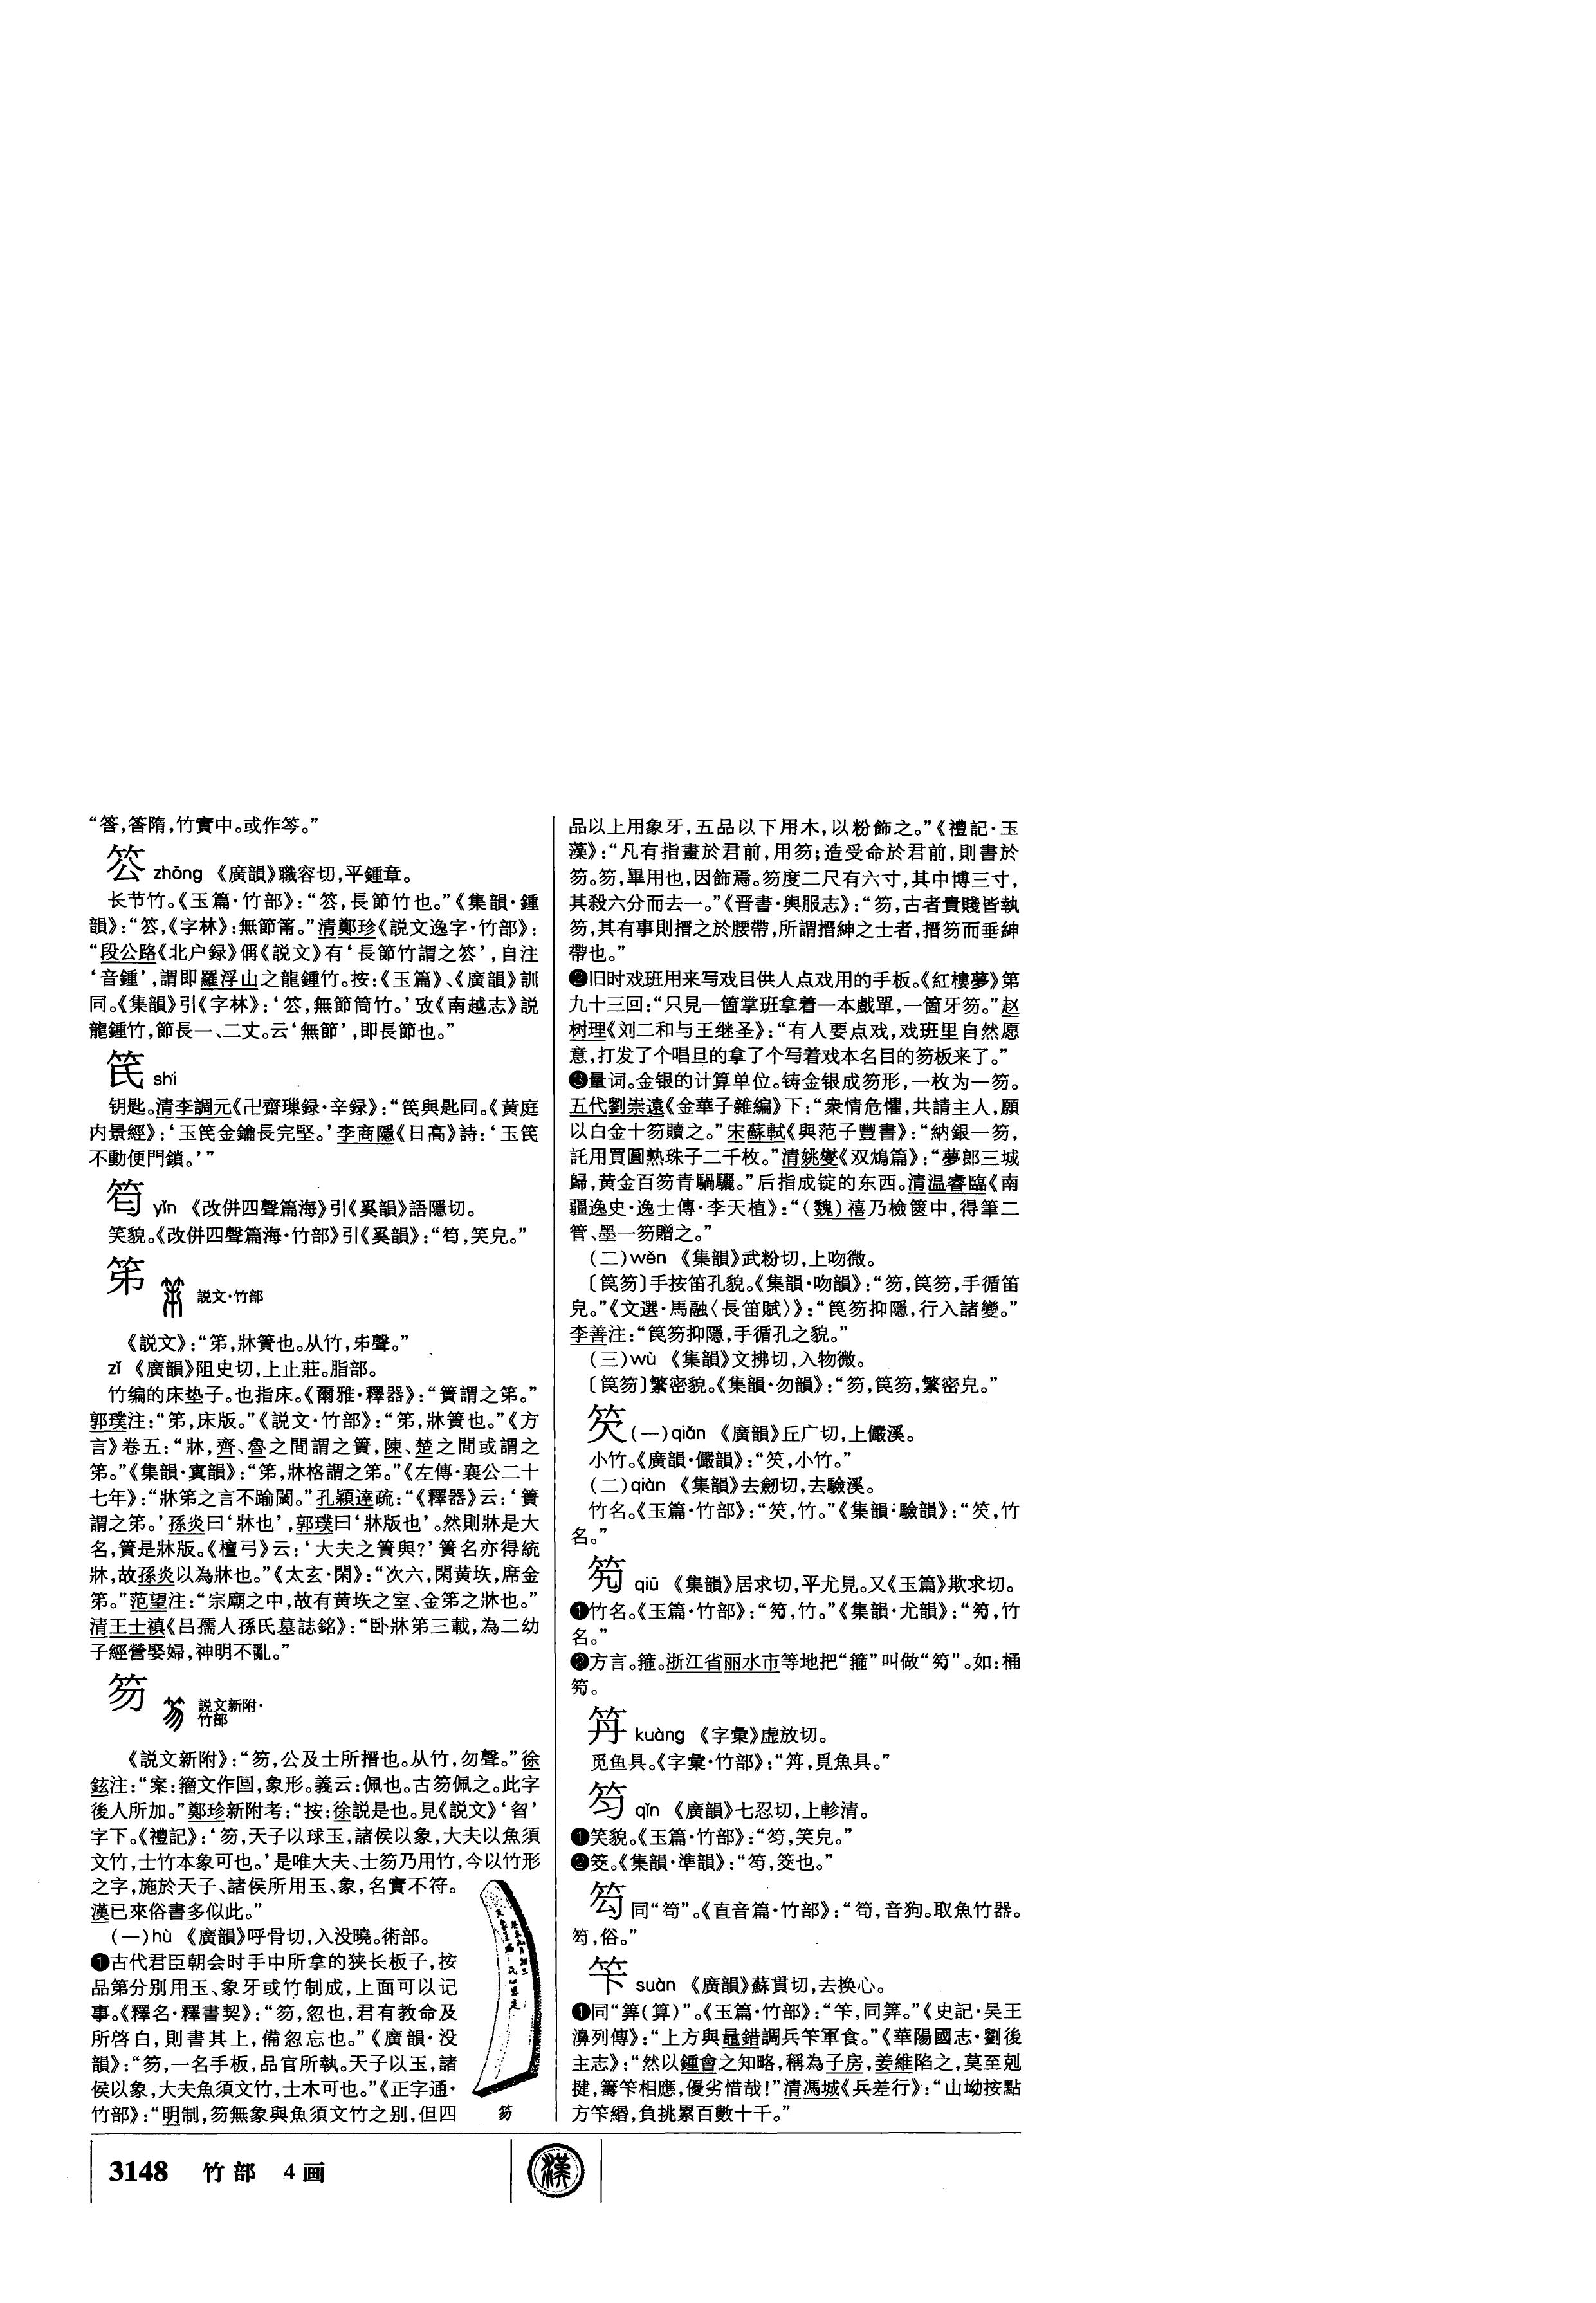 “答,答隋,竹實中。或作笒。”
妐 zhōng 《廣韻》職容切,平鍾章。
长节竹。《玉篇·竹部》:“䇗,長節竹也。”《集韻·鍾
韻》:“䇗,《字林》:無節筩。”清鄭珍《説文逸字·竹部》:
“段公路《北户録》偁《説文》有‘長節竹謂之䇗’,自注
‘音鍾’,謂即羅浮山之龍鍾竹。按:《玉篇》、《廣韻》訓
同。《集韻》引《字林》:‘䇗,無節筒竹。’攷《南越志》説
龍鍾竹,節長一、二丈。云‘無節’,即長節也。”
笢 shi
钥匙。清李調元《卍齋璅録·辛録》:“笢與匙同。《黄庭
内景經》:‘玉笢金鑰長完堅。’李商隱《日高》詩:‘玉笢
不動便門鎖。’”
yǐn 《改併四聲篇海》引《奚韻》語隱切。
笑貌。《改併四聲篇海·竹部》引《奚韻》:“笉,笑皃。”
笫 説文·竹部
《説文》:“笫,牀簀也。从竹,𠂔聲。”
zǐ 《廣韻》阻史切,上止莊。脂部。
竹编的床垫子。也指床。《爾雅·釋器》:“簀謂之笫。”
郭璞注:“笫,床版。”《説文·竹部》:“笫,牀簀也。”《方
言》卷五:“牀,齊、魯之間謂之簀,陳、楚之間或謂之
笫。”《集韻·寘韻》:“笫,牀格謂之笫。”《左傳·襄公二十
七年》:“牀笫之言不踰閾。”孔穎達疏:“《釋器》云:‘簀
謂之笫。’孫炎曰‘牀也’,郭璞曰‘牀版也’。然則牀是大
名,簀是牀版。《檀弓》云:‘大夫之簀與?’簀名亦得統
牀,故孫炎以為牀也。”《太玄·閑》:“次六,閑黄垁,席金
笫。”范望注:“宗廟之中,故有黄垁之室、金笫之牀也。”
清王士禛《吕孺人孫氏墓誌銘》:“卧牀笫三載,為二幼
子經營娶婦,神明不亂。”
笏 説文新附·
竹部
《説文新附》:“笏,公及士所搢也。从竹,勿聲。”徐
鉉注:“案:籀文作,象形。義云:佩也。古笏佩之。此字
後人所加。”鄭珍新附考:“按:徐説是也。見《説文》‘曶’
字下。《禮記》:‘笏,天子以球玉,諸侯以象,大夫以魚須
文竹,士竹本象可也。’是唯大夫、士笏乃用竹,今以竹形
之字,施於天子、諸侯所用玉、象,名實不符。
漢已來俗書多似此。”
(一)hù 《廣韻》呼骨切,入没曉。術部。
❶古代君臣朝会时手中所拿的狭长板子,按
品第分别用玉、象牙或竹制成,上面可以记
事。《釋名·釋書契》:“笏,忽也,君有教命及
所啓白,則書其上,備忽忘也。”《廣韻·没
韻》:“笏,一名手板,品官所執。天子以玉,諸
侯以象,大夫魚須文竹,士木可也。”《正字通·
竹部》:“明制,笏無象與魚須文竹之别,但四
笏
品以上用象牙,五品以下用木,以粉飾之。”《禮記·玉
藻》:“凡有指畫於君前,用笏;造受命於君前,則書於
笏。笏,畢用也,因飾焉。笏度二尺有六寸,其中博三寸,
其殺六分而去一。”《晋書·輿服志》:“笏,古者貴賤皆執
笏,其有事則搢之於腰帶,所謂搢紳之士者,搢笏而垂紳
帶也。”
❷旧时戏班用来写戏目供人点戏用的手板。《紅樓夢》第
九十三回:“只見一箇掌班拿着一本戲單,一箇牙笏。”赵
树理《刘二和与王继圣》:“有人要点戏,戏班里自然愿
意,打发了个唱旦的拿了个写着戏本名目的笏板来了。”
❸量词。金银的计算单位。铸金银成笏形,一枚为一笏。
五代劉崇遠《金華子雜編》下:“衆情危懼,共請主人,願
以白金十笏贖之。”宋蘇軾《與范子豐書》:“納銀一笏,
託用買圓熟珠子二千枚。”清姚燮《双鴆篇》:“夢郎三城
歸,黄金百笏青騧驪。”后指成锭的东西。清温睿臨《南
疆逸史·逸士傳·李天植》:“(魏)禧乃檢篋中,得筆二
管、墨一笏贈之。”
(二)wěn 《集韻》武粉切,上吻微。
〔䈅笏〕手按笛孔貌。《集韻·吻韻》:“笏,䈅笏,手循笛
皃。”《文選·馬融〈長笛賦〉》:“䈅笏抑隱,行入諸變。”
李善注:“䈅笏抑隱,手循孔之貌。”
(三)wù 《集韻》文拂切,入物微。
〔䈅笏〕繁密貌。《集韻·勿韻》:“笏,䈅笏,繁密皃。”
(一)qiǎn 《廣韻》丘广切,上儼溪。
小竹。《廣韻·儼韻》:“䇞,小竹。”
(二)qiàn 《集韻》去劒切,去驗溪。
竹名。《玉篇·竹部》:“䇞,竹。”《集韻·驗韻》:“䇞,竹
名。”
qiū 《集韻》居求切,平尤見。又《玉篇》欺求切。
❶竹名。《玉篇·竹部》:“,竹。”《集韻·尤韻》:“,竹
名。”
❷方言。箍。浙江省丽水市等地把“箍”叫做“”。如:桶
。
kuàng 《字彙》虚放切。
觅鱼具。《字彙·竹部》:“,覓魚具。”
笉 qǐn 《廣韻》七忍切,上軫清。
❶笑貌。《玉篇·竹部》:“笉,笑皃。”
❷筊。《集韻·準韻》:“笉,筊也。”
同“笱”。《直音篇·竹部》:“笱,音狗。取魚竹器。
,俗。”
笇 suàn 《廣韻》蘇貫切,去换心。
❶同“筭(算)”。《玉篇·竹部》:“笇,同筭。”《史記·吴王
濞列傳》:“上方與鼂錯調兵笇軍食。”《華陽國志·劉後
主志》:“然以鍾會之知略,稱為子房,姜維陷之,莫至剋
揵,籌笇相應,優劣惜哉!”清馮城《兵差行》:“山坳按點
方笇緡,負挑累百數十千。”
3148 竹部 4画
漢